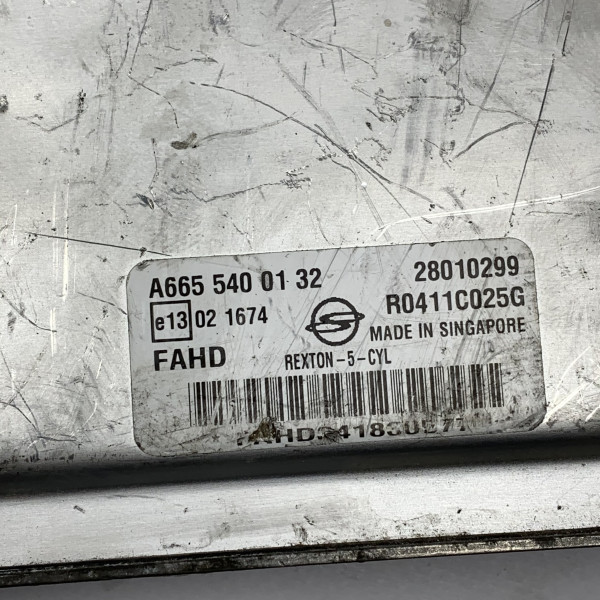 A665 540 01 32 28010299
e13 02 1674 R0411C025G
MADE IN SINGAPORE
FAHD REXTON-5-CYL